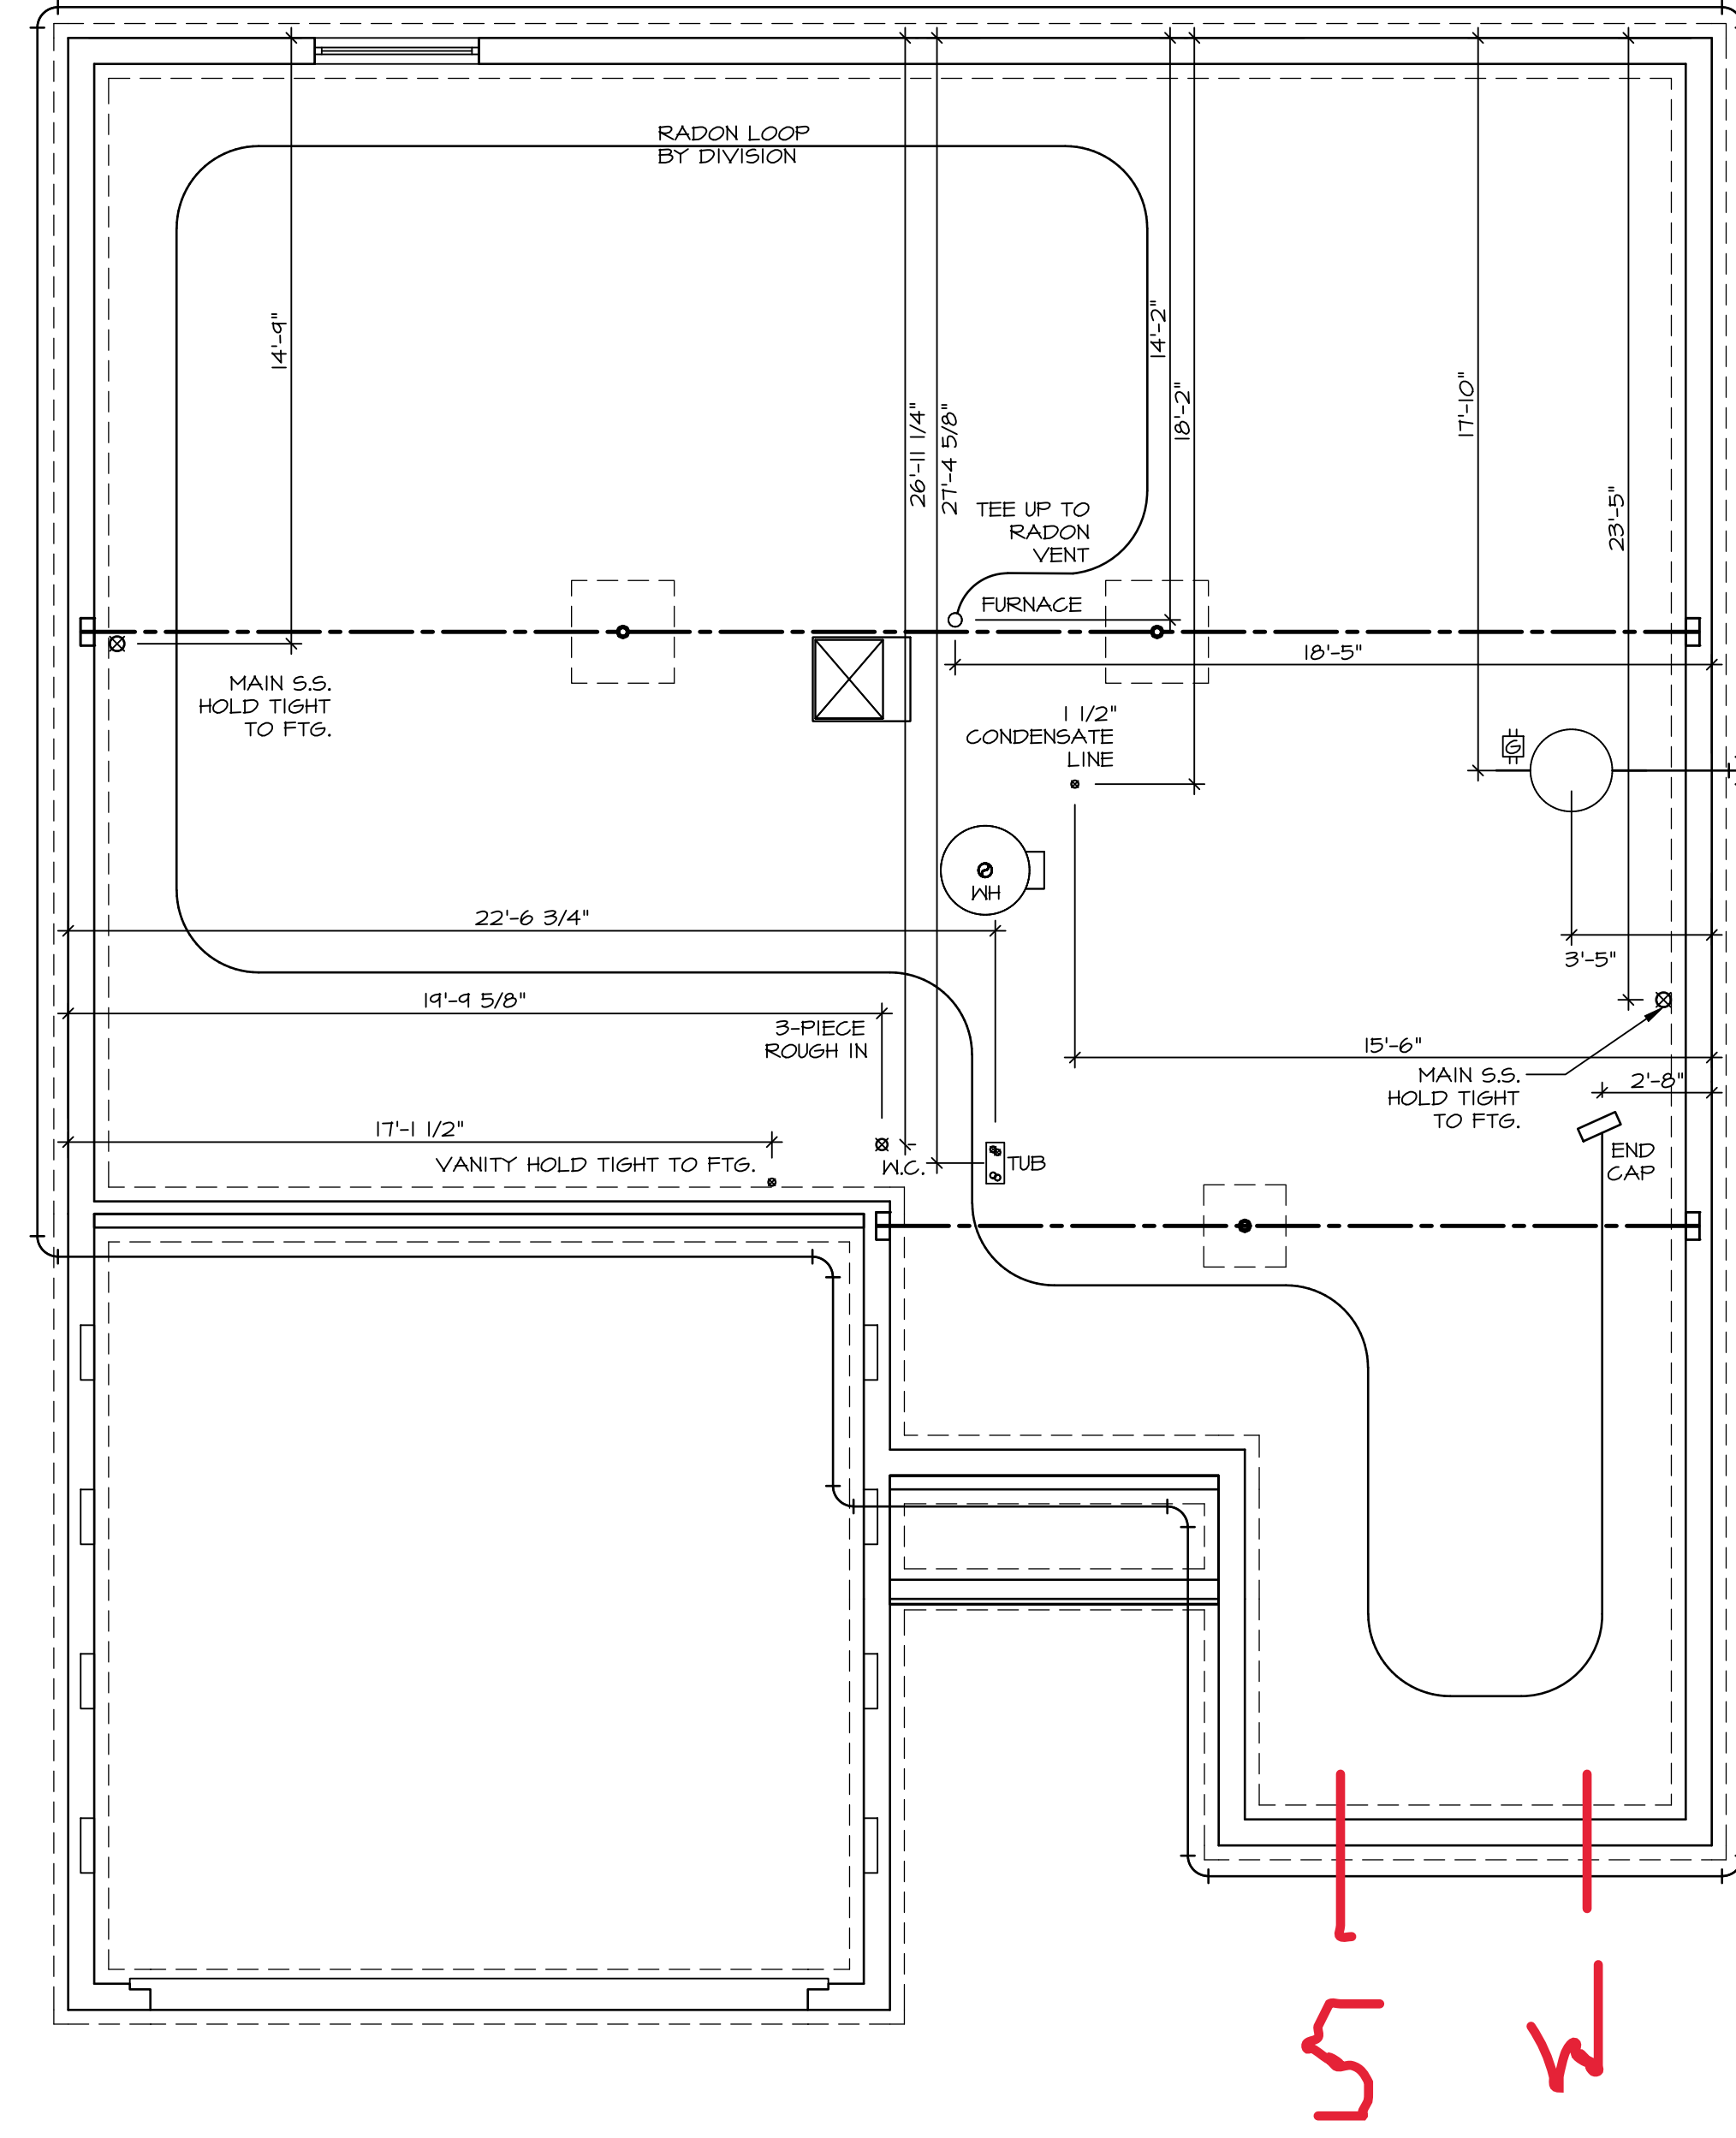 RADON LOOP
BY DIVISION
14'-9"
14'-2"
18'-2"
17'-10"
26'-11 1/4"
27'-4 5/8"
23'-5"
TEE UP TO
RADON
VENT
FURNACE
18'-5"
MAIN S.S.
HOLD TIGHT
TO FTG.
1 1/2"
CONDENSATE
LINE
G
WH
22'-6 3/4"
3'-5"
19'-9 5/8"
3-PIECE
ROUGH IN
15'-6"
MAIN S.S.
HOLD TIGHT
TO FTG.
2'-8"
17'-1 1/2"
VANITY HOLD TIGHT TO FTG.
W.C.
TUB
END
CAP
S
W